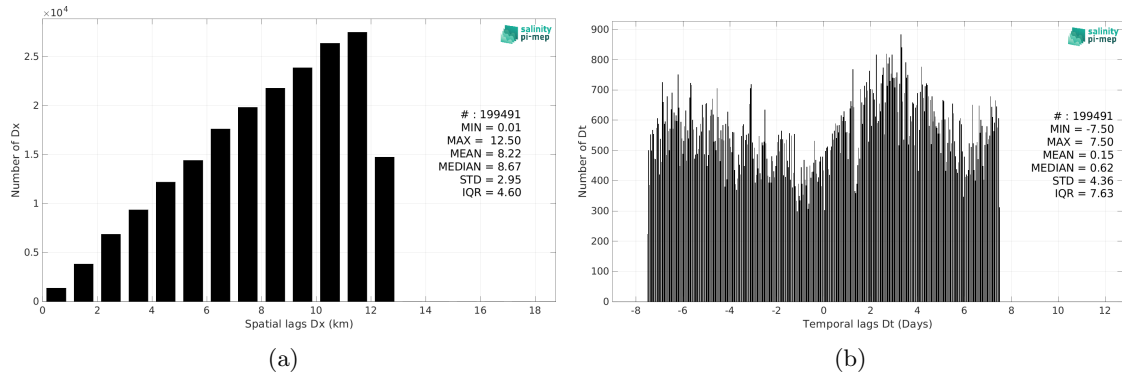 ×10⁴
2.5
2
1.5
1
0.5
0
0 2 4 6 8 10 12 14 16 18
Number of Dx
Spatial lags Dx (km)
salinity
pi-mep
# : 199491
MIN = 0.01
MAX = 12.50
MEAN = 8.22
MEDIAN = 8.67
STD = 2.95
IQR = 4.60
(a)
900
800
700
600
500
400
300
200
100
0
-8 -6 -4 -2 0 2 4 6 8 10 12
Number of Dt
Temporal lags Dt (Days)
salinity
pi-mep
# : 199491
MIN = -7.50
MAX = 7.50
MEAN = 0.15
MEDIAN = 0.62
STD = 4.36
IQR = 7.63
(b)